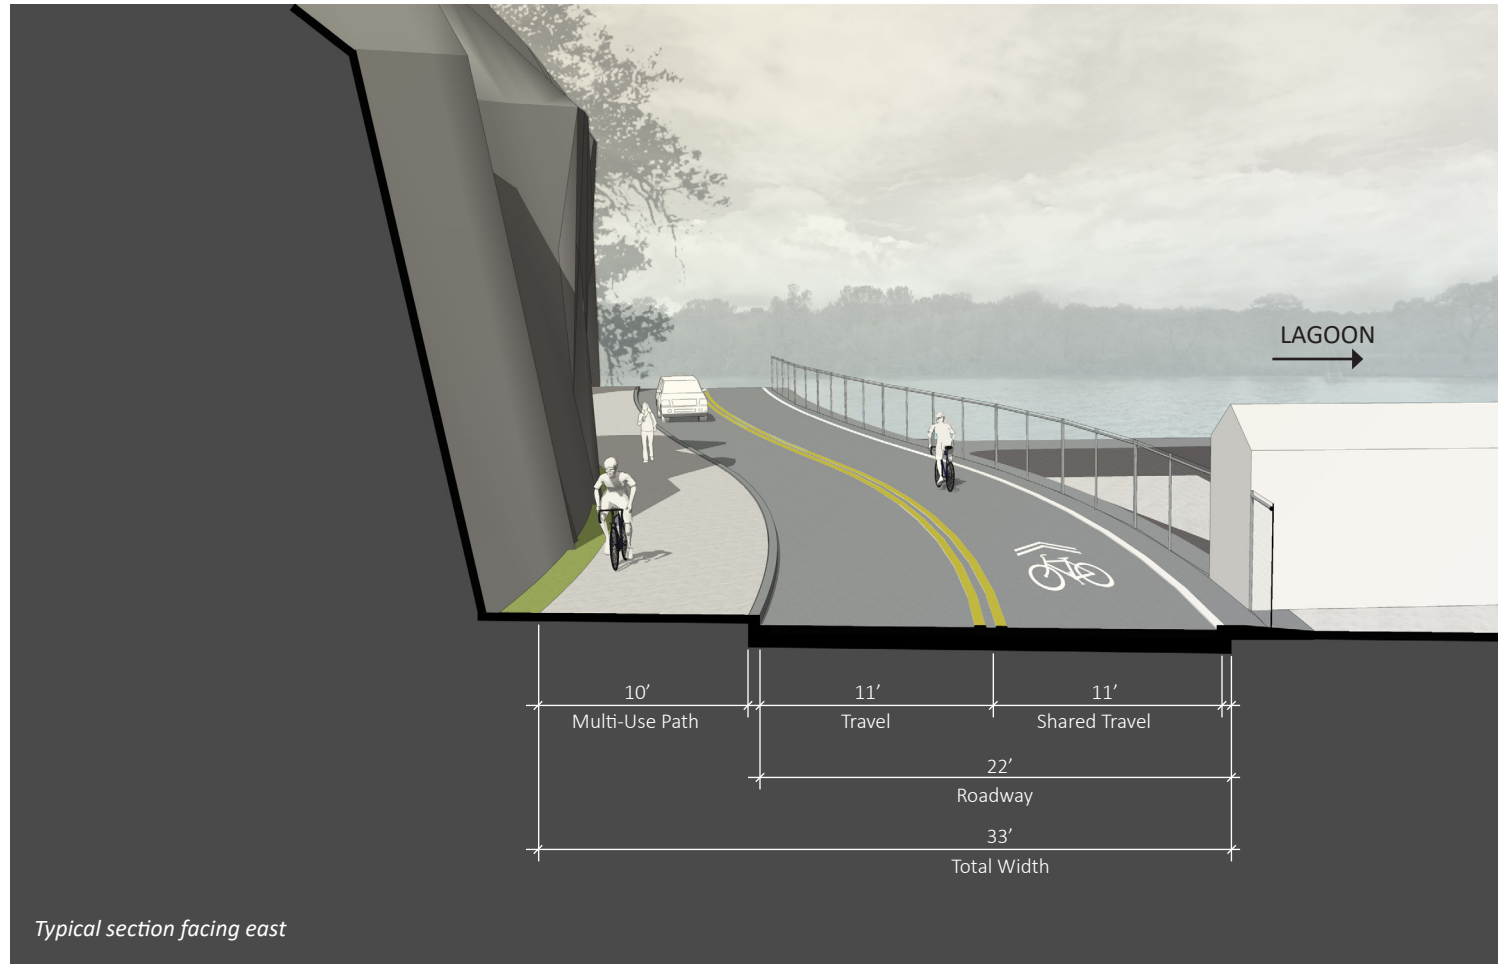 LAGOON
10’
11’
11’
Multi-Use Path
Travel
Shared Travel
22’
Roadway
33’
Total Width
Typical section facing east